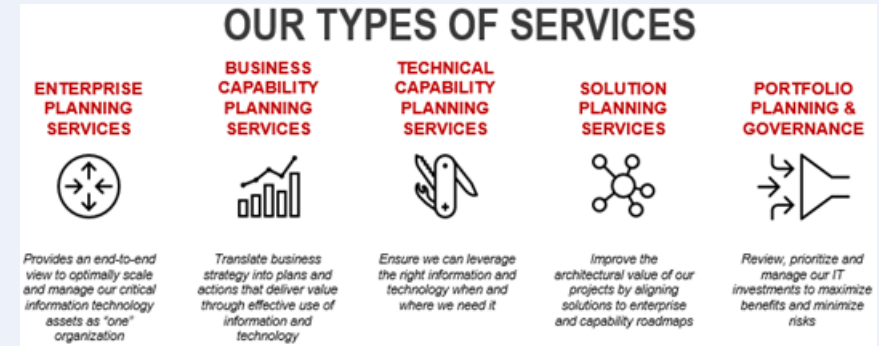 OUR TYPES OF SERVICES
ENTERPRISE
PLANNING
SERVICES
Provides an end-to-end
view to optimally scale
and manage our critical
information technology
assets as "one"
organization
BUSINESS
CAPABILITY
PLANNING
SERVICES
Translate business
strategy into plans and
actions that deliver value
through effective use of
information and
technology
TECHNICAL
CAPABILITY
PLANNING
SERVICES
Ensure we can leverage
the right information and
technology when and
where we need it
SOLUTION
PLANNING
SERVICES
Improve the
architectural value of our
projects by aligning
solutions to enterprise
and capability roadmaps
PORTFOLIO
PLANNING &
GOVERNANCE
Review, prioritize and
manage our IT
investments to maximize
benefits and minimize
risks